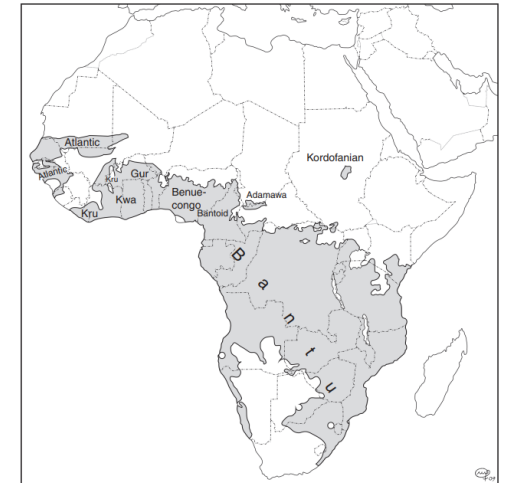 Atlantic
Kordofanian
Atlantic
Kru
Gur
Kwa
Benue-
congo
Adamawa
Bantoid
Kru
B a n t u